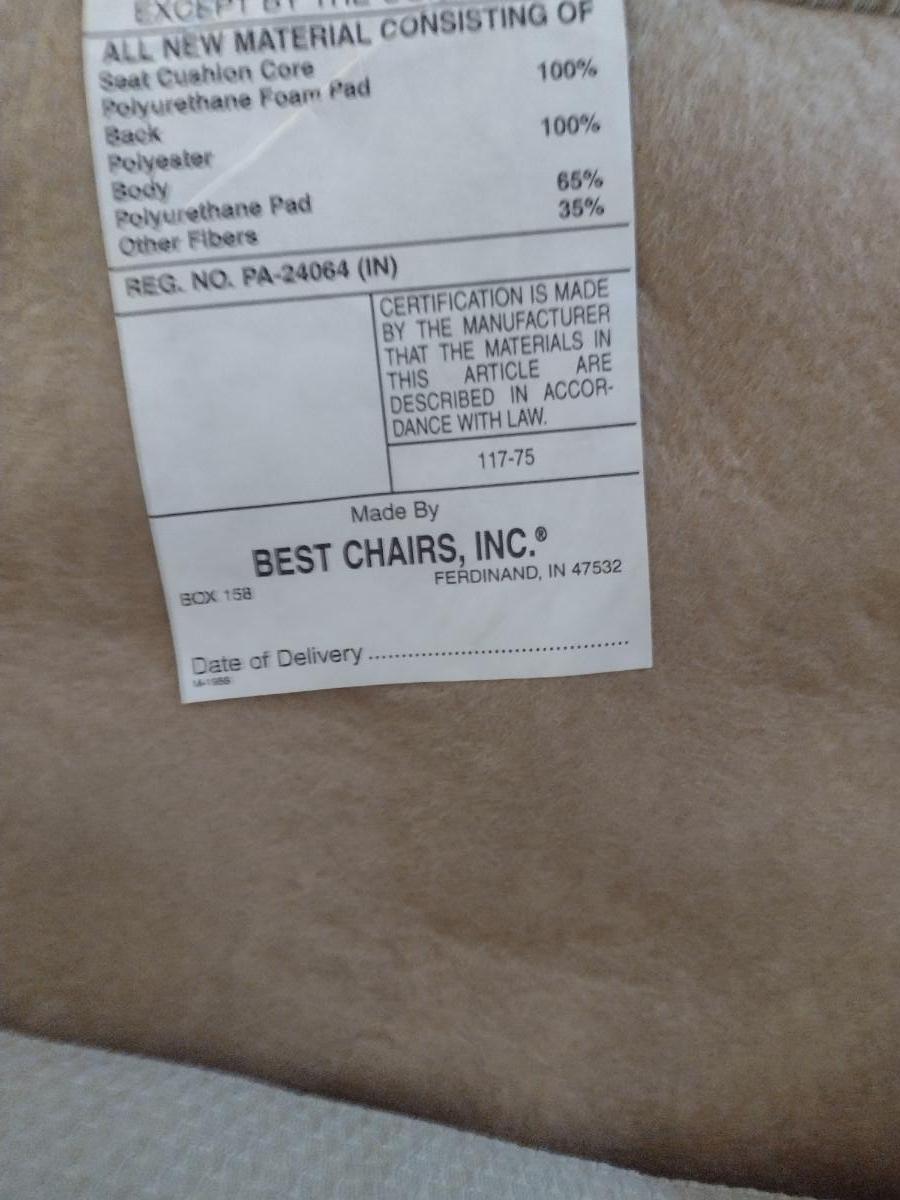 EXCEPT BY THE
ALL NEW MATERIAL CONSISTING OF
Seat Cushion Core
Polyurethane Foam Pad 100%
Back
Polyester 100%
Body
Polyurethane Pad 65%
Other Fibers 35%
REG. NO. PA-24064 (IN)
CERTIFICATION IS MADE
BY THE MANUFACTURER
THAT THE MATERIALS IN
THIS ARTICLE ARE
DESCRIBED IN ACCOR-
DANCE WITH LAW.
117-75
Made By
BEST CHAIRS, INC.®
BOX 158 FERDINAND, IN 47532
Date of Delivery ........................................